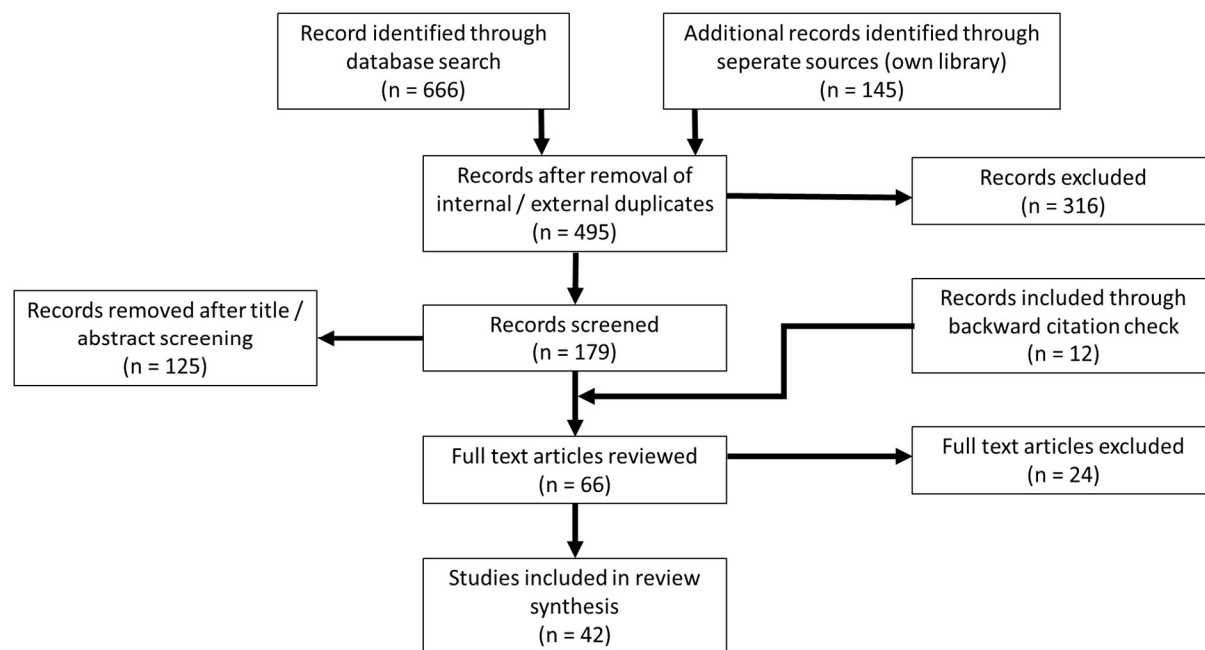 Record identified through
database search
(n = 666)
Additional records identified through
seperate sources (own library)
(n = 145)
Records after removal of
internal / external duplicates
(n = 495)
Records excluded
(n = 316)
Records removed after title /
abstract screening
(n = 125)
Records screened
(n = 179)
Records included through
backward citation check
(n = 12)
Full text articles reviewed
(n = 66)
Full text articles excluded
(n = 24)
Studies included in review
synthesis
(n = 42)